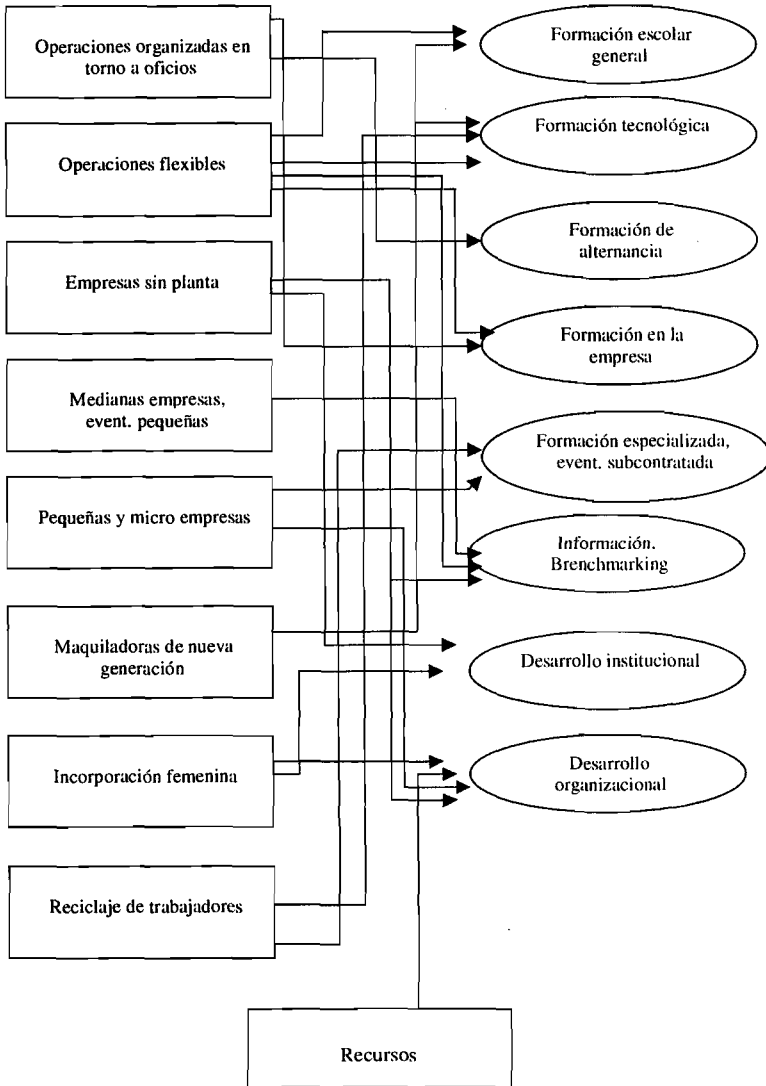 Operaciones organizadas en
torno a oficios
Operaciones flexibles
Empresas sin planta
Medianas empresas,
event. pequeñas
Pequeñas y micro empresas
Maquiladoras de nueva
generación
Incorporación femenina
Reciclaje de trabajadores
Recursos
Formación escolar
general
Formación tecnológica
Formación de
alternancia
Formación en la
empresa
Formación especializada,
event. subcontratada
Información.
Brenchmarking
Desarrollo institucional
Desarrollo
organizacional